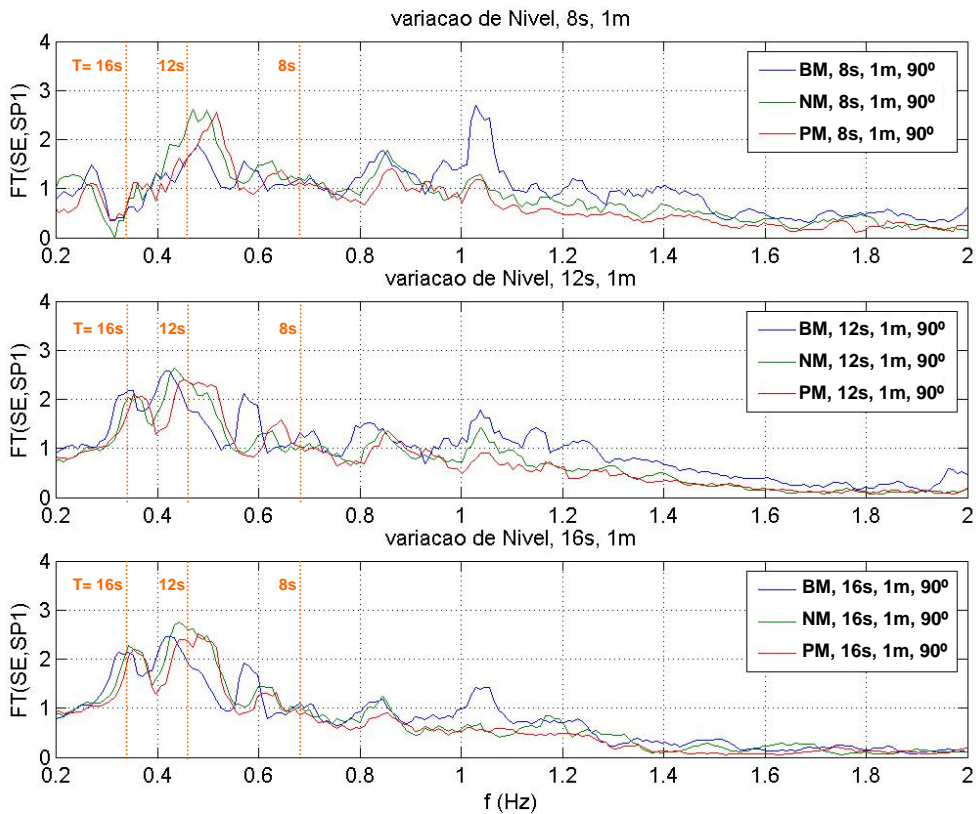 variacao de Nivel, 8s, 1m
FT(SE,SP1)
4
3
2
1
0
T= 16s 12s 8s
BM, 8s, 1m, 90º
NM, 8s, 1m, 90º
PM, 8s, 1m, 90º
0.2 0.4 0.6 0.8 1 1.2 1.4 1.6 1.8 2
variacao de Nivel, 12s, 1m
FT(SE,SP1)
4
3
2
1
0
T= 16s 12s 8s
BM, 12s, 1m, 90º
NM, 12s, 1m, 90º
PM, 12s, 1m, 90º
0.2 0.4 0.6 0.8 1 1.2 1.4 1.6 1.8 2
variacao de Nivel, 16s, 1m
FT(SE,SP1)
4
3
2
1
0
T= 16s 12s 8s
BM, 16s, 1m, 90º
NM, 16s, 1m, 90º
PM, 16s, 1m, 90º
0.2 0.4 0.6 0.8 1 1.2 1.4 1.6 1.8 2
f (Hz)